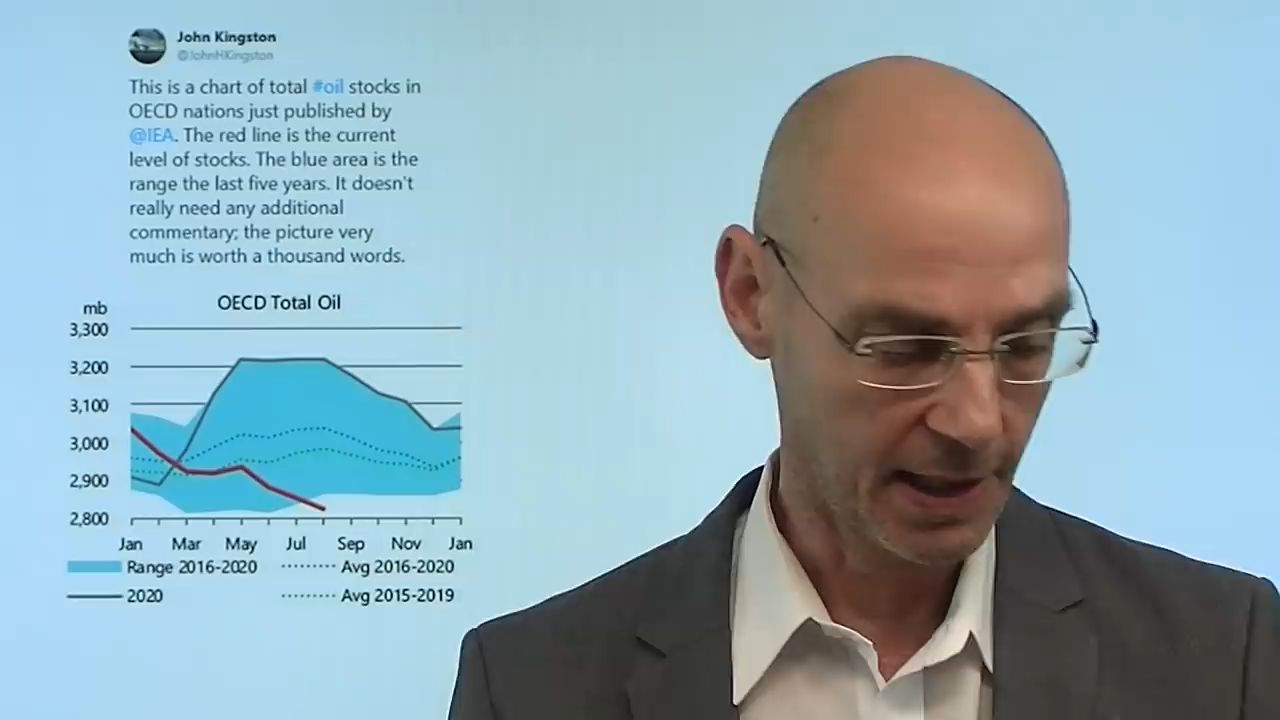 John Kingston
@JohnHKingston
This is a chart of total #oil stocks in
OECD nations just published by
@IEA. The red line is the current
level of stocks. The blue area is the
range the last five years. It doesn't
really need any additional
commentary; the picture very
much is worth a thousand words.
OECD Total Oil
mb
3,300
3,200
3,100
3,000
2,900
2,800
Jan Mar May Jul Sep Nov Jan
Range 2016-2020 Avg 2016-2020
2020 Avg 2015-2019